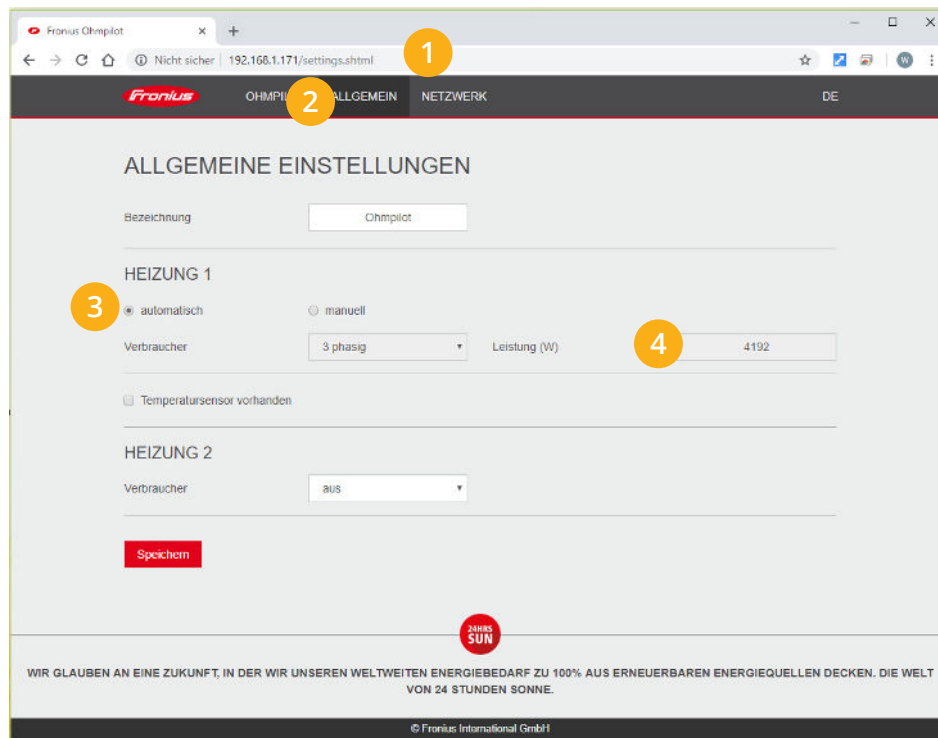 Fronius Ohmpilot
Nicht sicher 192.168.1.171/settings.shtml
1
Fronius OHMPIL 2 ALLGEMEIN NETZWERK DE
ALLGEMEINE EINSTELLUNGEN
Bezeichnung Ohmpilot
HEIZUNG 1
3 automatisch manuell
Verbraucher 3 phasig Leistung (W) 4 4192
Temperatursensor vorhanden
HEIZUNG 2
Verbraucher aus
Speichern
24HRS
SUN
WIR GLAUBEN AN EINE ZUKUNFT, IN DER WIR UNSEREN WELTWEITEN ENERGIEBEDARF ZU 100% AUS ERNEUERBAREN ENERGIEQUELLEN DECKEN. DIE WELT
VON 24 STUNDEN SONNE.
© Fronius International GmbH